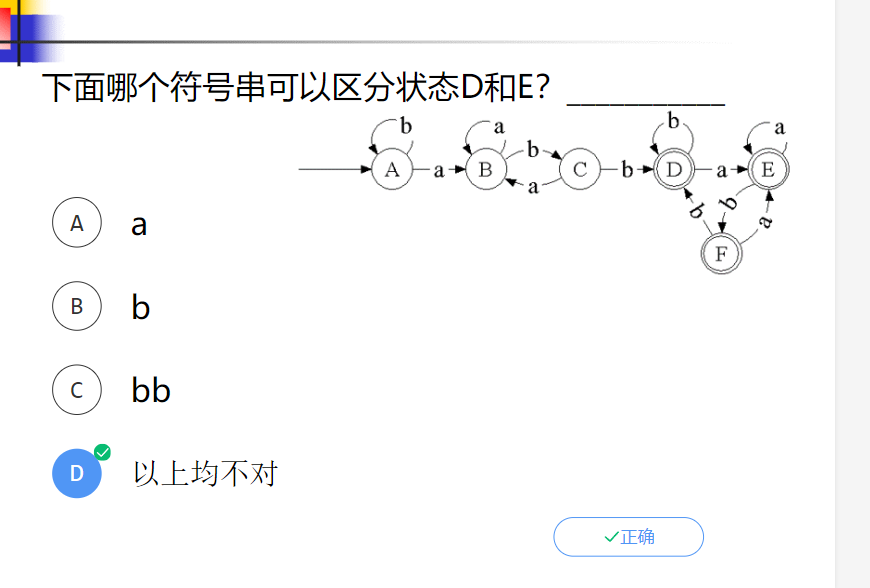 下面哪个符号串可以区分状态D和E？__________
b a b a
A a B b C b D a E
a
b b a
F
A a
B b
C bb
D 以上均不对
正确